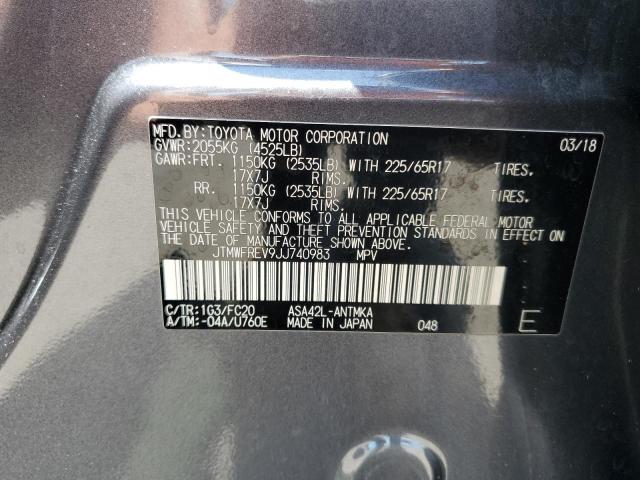 MFD.BY:TOYOTA MOTOR CORPORATION 03/18
GVWR:2055KG (4525LB)
GAWR:FRT. 1150KG (2535LB) WITH 225/65R17 TIRES.
17X7J RIMS.
RR. 1150KG (2535LB) WITH 225/65R17 TIRES.
17X7J RIMS.
THIS VEHICLE CONFORMS TO ALL APPLICABLE FEDERAL MOTOR
VEHICLE SAFETY AND THEFT PREVENTION STANDARDS IN EFFECT ON
DATE OF MANUFACTURE SHOWN ABOVE.
JTMWFREV9JJ740983 MPV
C/TR:1G3/FC20 ASA42L-ANTMKA
A/TM:-04A/U760E MADE IN JAPAN 048 E